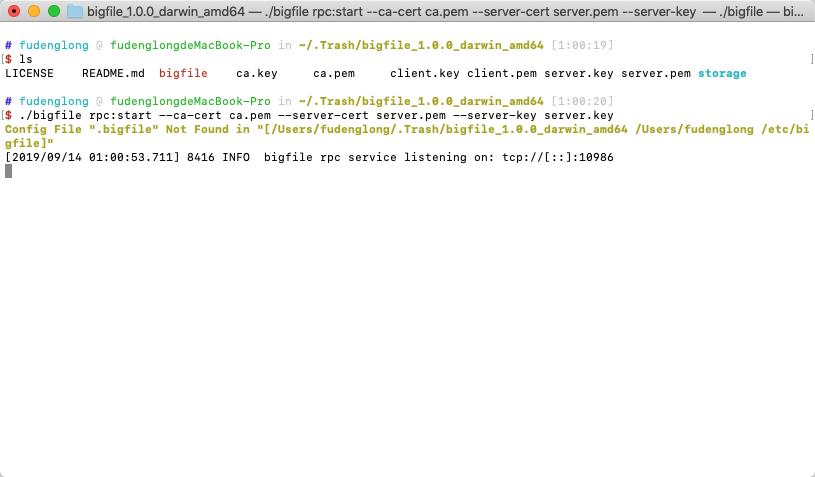 bigfile_1.0.0_darwin_amd64 — ./bigfile rpc:start --ca-cert ca.pem --server-cert server.pem --server-key — ./bigfile — bi...
# fudenglong @ fudenglongdeMacBook-Pro in ~/.Trash/bigfile_1.0.0_darwin_amd64 [1:00:19]
[$ ls ]
LICENSE README.md bigfile ca.key ca.pem client.key client.pem server.key server.pem storage
# fudenglong @ fudenglongdeMacBook-Pro in ~/.Trash/bigfile_1.0.0_darwin_amd64 [1:00:20]
[$ ./bigfile rpc:start --ca-cert ca.pem --server-cert server.pem --server-key server.key ]
Config File ".bigfile" Not Found in "[/Users/fudenglong/.Trash/bigfile_1.0.0_darwin_amd64 /Users/fudenglong /etc/bi
gfile]"
[2019/09/14 01:00:53.711] 8416 INFO bigfile rpc service listening on: tcp://[::]:10986